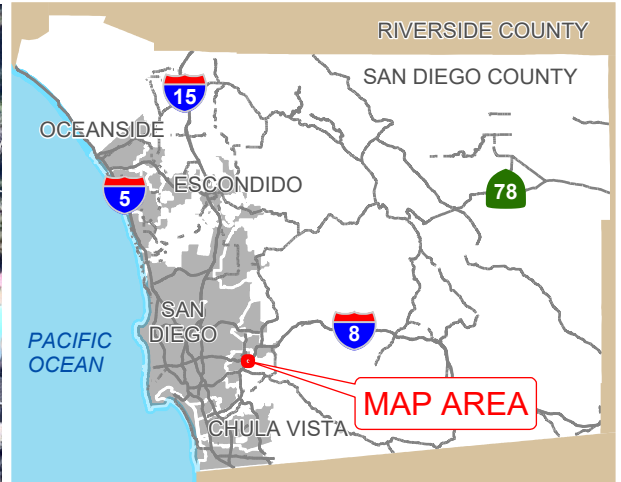 RIVERSIDE COUNTY
SAN DIEGO COUNTY
15
OCEANSIDE
ESCONDIDO
5
78
SAN
DIEGO
8
PACIFIC
OCEAN
MAP AREA
CHULA VISTA